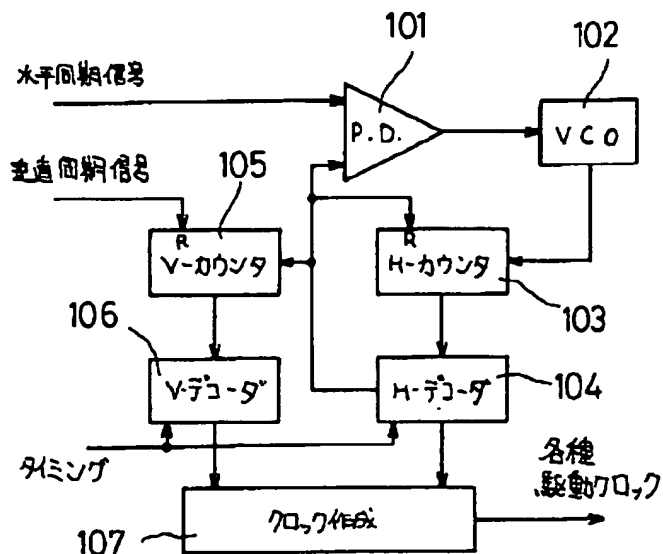 101
102
水平同期信号
P.D.
VCO
垂直同期信号
105
R
V-カウンタ
R
H-カウンタ
103
106
V-デコーダ
H-デコーダ
104
タイミング
各種
駆動クロック
クロック作成
107